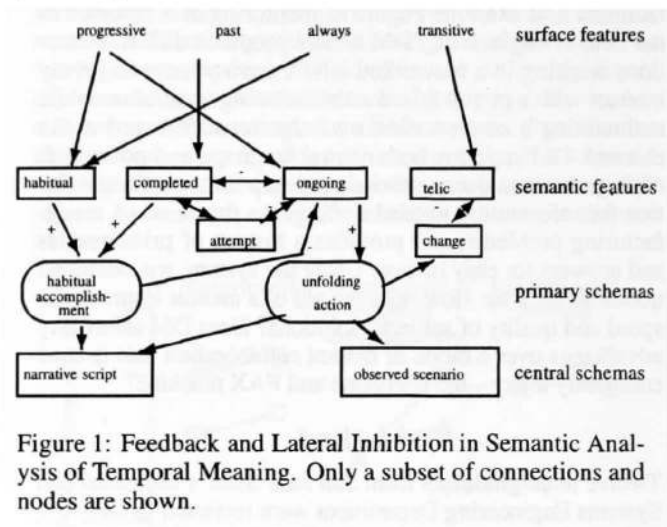 progressive past always transitive surface features
habitual completed - ongoing telic semantic features
+ + attempt + - change
habitual accomplish- ment unfolding action primary schemas
narrative script observed scenario central schemas
Figure 1: Feedback and Lateral Inhibition in Semantic Anal-
ysis of Temporal Meaning. Only a subset of connections and
nodes are shown.